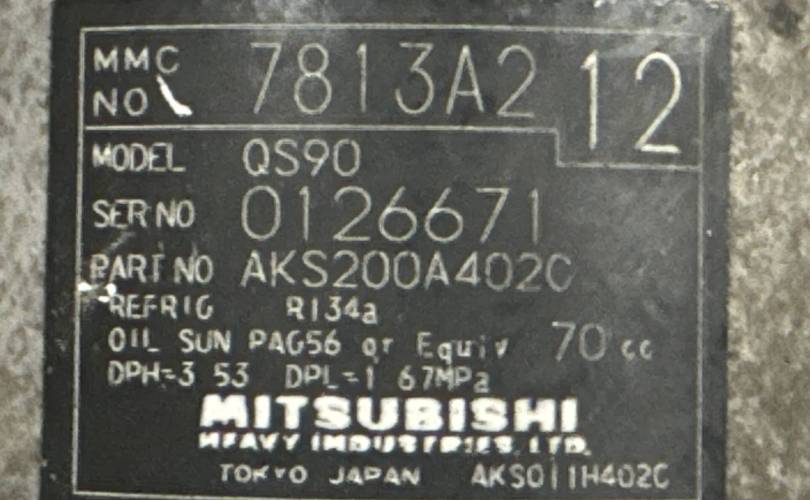 MMC
NO
7813A2
12
MODEL QS90
SER NO 0126671
PART NO AKS200A402C
REFRIG R134a
OIL SUN PAG56 or Equiv 70 cc
DPH=3 53 DPL=1 67MPa
MITSUBISHI
HEAVY INDUSTRIES, LTD.
TOKYO JAPAN AKS011H402C